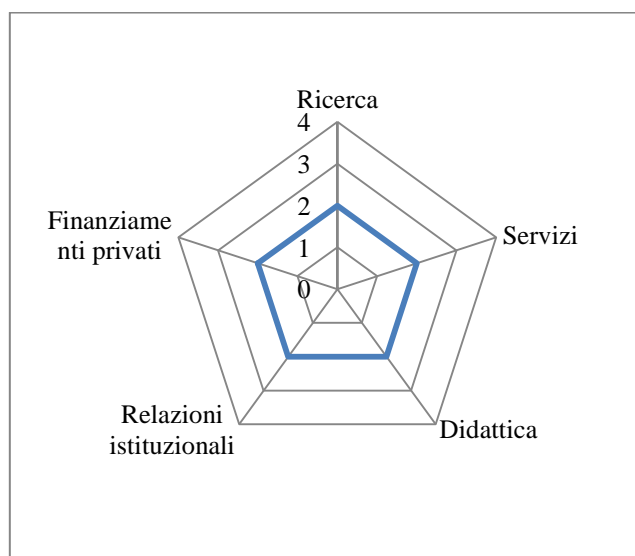 Ricerca
4
3
2
1
0
Servizi
Didattica
Relazioni
istituzionali
Finanziame
nti privati